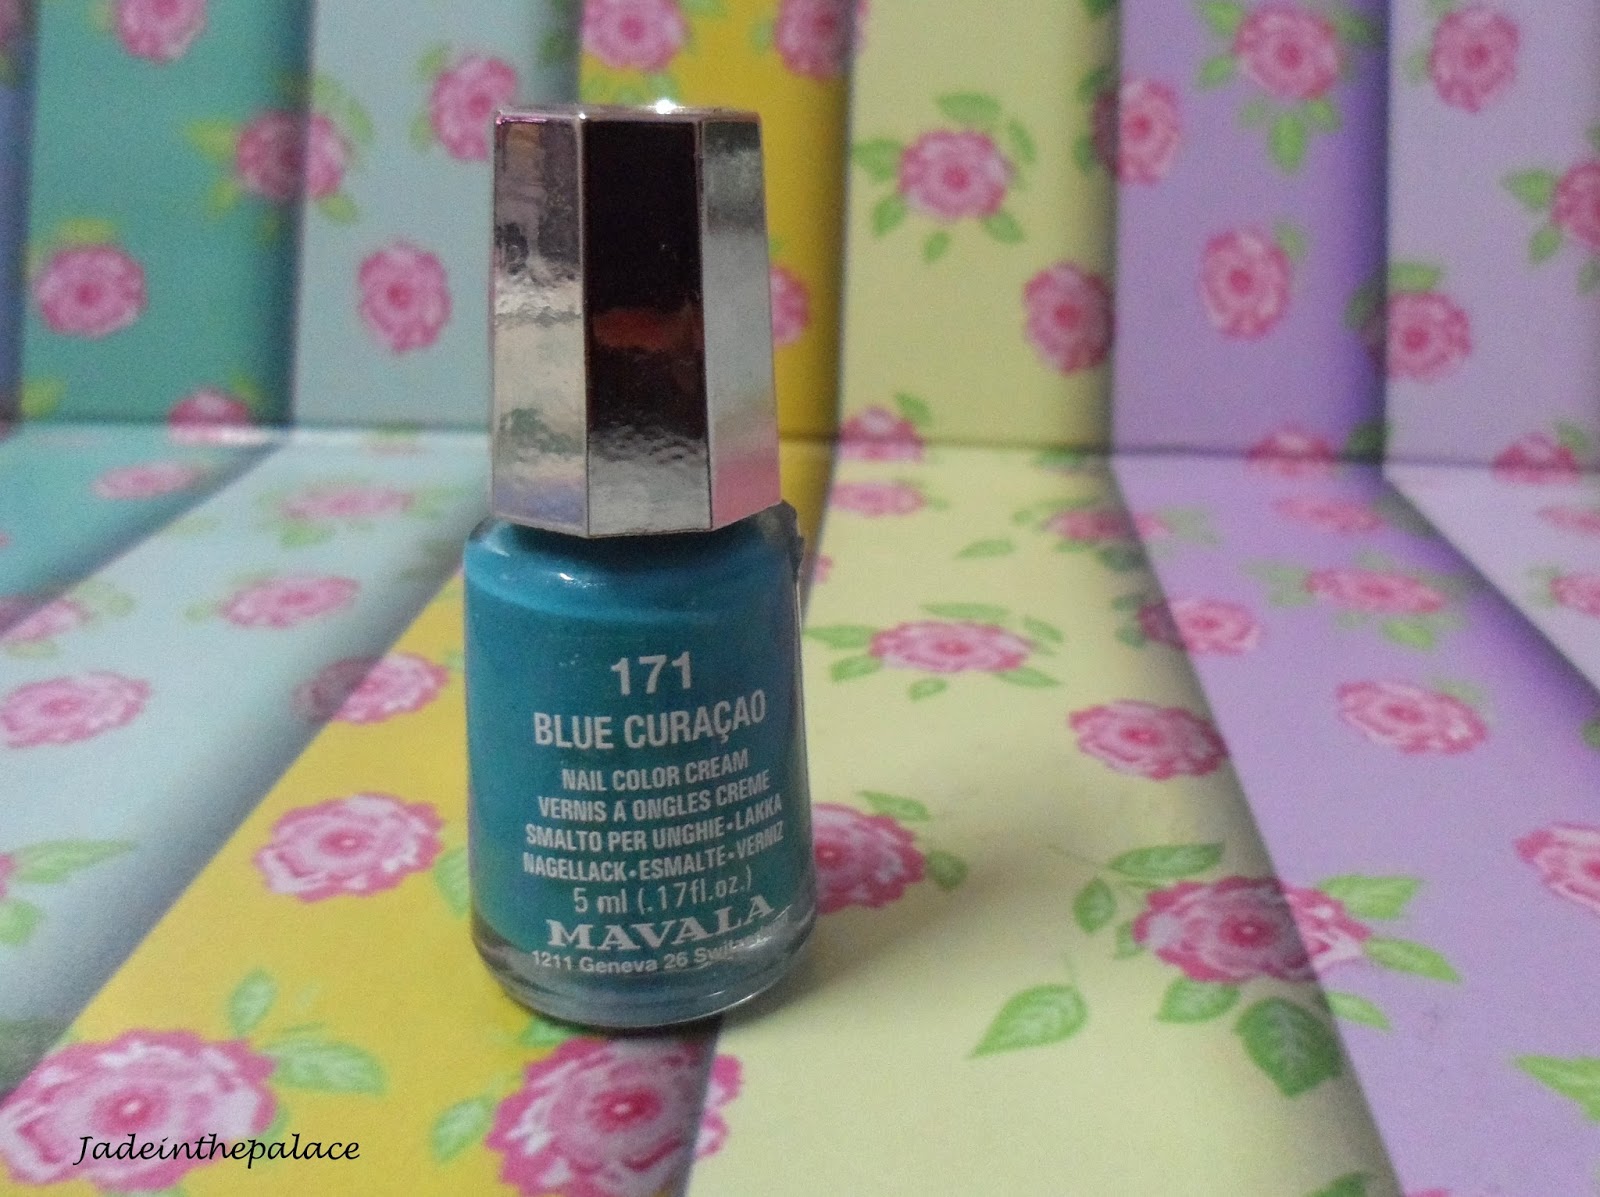 171
BLUE CURAÇAO
NAIL COLOR CREAM
VERNIS A ONGLES CREME
SMALTO PER UNGHIE•LAKKA
NAGELLACK•ESMALTE•VERNIZ
5 ml (.17fl.oz.)
MAVALA
1211 Geneva 26 Switzerland
Jadeinthepalace